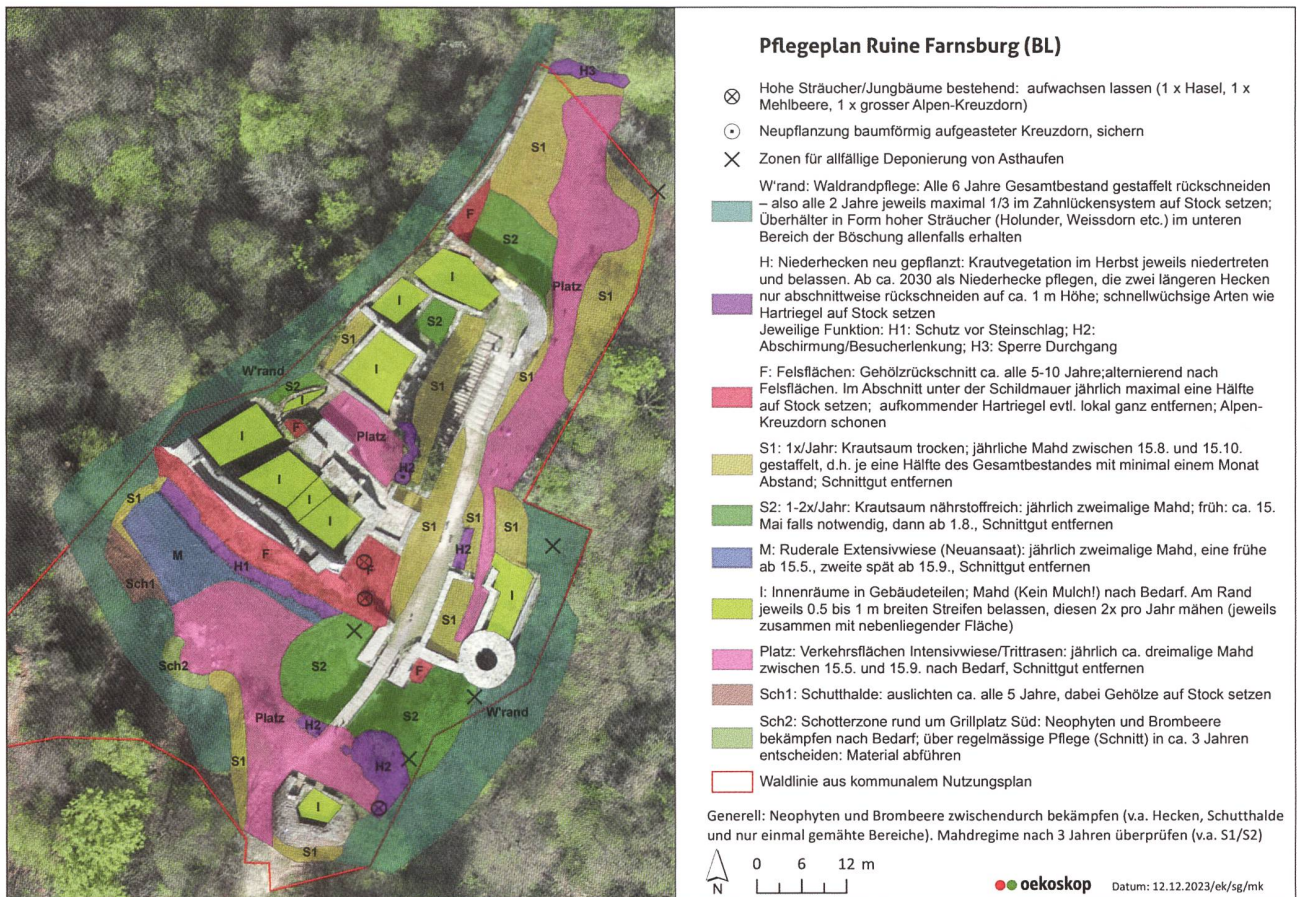 Pflegeplan Ruine Farnsburg (BL)
Hohe Sträucher/Jungbäume bestehend: aufwachsen lassen (1 x Hasel, 1 x
Mehlbeere, 1 x grosser Alpen-Kreuzdorn)
Neupflanzung baumförmig aufgeasteter Kreuzdorn, sichern
Zonen für allfällige Deponierung von Asthaufen
W'rand: Waldrandpflege: Alle 6 Jahre Gesamtbestand gestaffelt rückschneiden
– also alle 2 Jahre jeweils maximal 1/3 im Zahnlückensystem auf Stock setzen;
Überhälter in Form hoher Sträucher (Holunder, Weissdorn etc.) im unteren
Bereich der Böschung allenfalls erhalten
H: Niederhecken neu gepflanzt: Krautvegetation im Herbst jeweils niedertreten
und belassen. Ab ca. 2030 als Niederhecke pflegen, die zwei längeren Hecken
nur abschnittweise rückschneiden auf ca. 1 m Höhe; schnellwüchsige Arten wie
Hartriegel auf Stock setzen
Jeweilige Funktion: H1: Schutz vor Steinschlag; H2:
Abschirmung/Besucherlenkung; H3: Sperre Durchgang
F: Felsflächen: Gehölzrückschnitt ca. alle 5-10 Jahre;alternierend nach
Felsflächen. Im Abschnitt unter der Schildmauer jährlich maximal eine Hälfte
auf Stock setzen; aufkommender Hartriegel evtl. lokal ganz entfernen; Alpen-
Kreuzdorn schonen
S1: 1x/Jahr: Krautsaum trocken; jährliche Mahd zwischen 15.8. und 15.10.
gestaffelt, d.h. je eine Hälfte des Gesamtbestandes mit minimal einem Monat
Abstand; Schnittgut entfernen
S2: 1-2x/Jahr: Krautsaum nährstoffreich: jährlich zweimalige Mahd; früh: ca. 15.
Mai falls notwendig, dann ab 1.8., Schnittgut entfernen
M: Ruderale Extensivwiese (Neuansaat): jährlich zweimalige Mahd, eine frühe
ab 15.5., zweite spät ab 15.9., Schnittgut entfernen
I: Innenräume in Gebäudeteilen; Mahd (Kein Mulch!) nach Bedarf. Am Rand
jeweils 0.5 bis 1 m breiten Streifen belassen, diesen 2x pro Jahr mähen (jeweils
zusammen mit nebenliegender Fläche)
Platz: Verkehrsflächen Intensivwiese/Trittrasen: jährlich ca. dreimalige Mahd
zwischen 15.5. und 15.9. nach Bedarf, Schnittgut entfernen
Sch1: Schutthalde: auslichten ca. alle 5 Jahre, dabei Gehölze auf Stock setzen
Sch2: Schotterzone rund um Grillplatz Süd: Neophyten und Brombeere
bekämpfen nach Bedarf; über regelmässige Pflege (Schnitt) in ca. 3 Jahren
entscheiden: Material abführen
Waldlinie aus kommunalem Nutzungsplan
Generell: Neophyten und Brombeere zwischendurch bekämpfen (v.a. Hecken, Schutthalde
und nur einmal gemähte Bereiche). Mahdregime nach 3 Jahren überprüfen (v.a. S1/S2)
N
0 6 12 m
oekoskop Datum: 12.12.2023/ek/sg/mk
H3
S1
F
S2
Platz
S1
I
I
S2
S1
S1
S1
I
W'rand
S2
I
F
Platz
H2
I
I
I
I
S1
S1
S1
S1
H2
M
H1
F
F
Sch1
I
S1
Sch2
S2
F
S2
W'rand
Platz
H2
H2
S1
I
S1